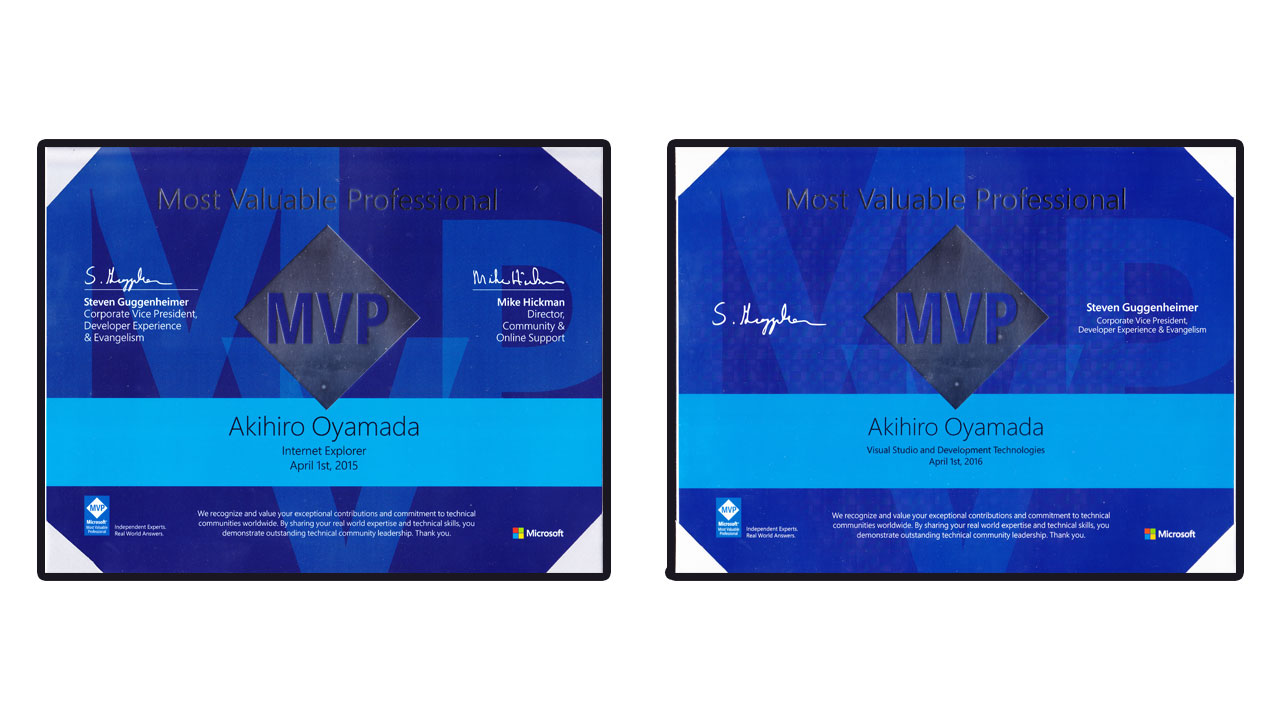 Most Valuable Professional
S. Guggenheimer
Steven Guggenheimer
Corporate Vice President,
Developer Experience
& Evangelism
MVP
Mike Hickman
Mike Hickman
Director,
Community &
Online Support
Akihiro Oyamada
Internet Explorer
April 1st, 2015
MVP
Microsoft
Most Valuable
Professional
Independent Experts.
Real World Answers.
We recognize and value your exceptional contributions and commitment to technical
communities worldwide. By sharing your real world expertise and technical skills, you
demonstrate outstanding technical community leadership. Thank you.
Microsoft
Most Valuable Professional
S. Guggenheimer
MVP
Steven Guggenheimer
Corporate Vice President,
Developer Experience & Evangelism
Akihiro Oyamada
Visual Studio and Development Technologies
April 1st, 2016
MVP
Microsoft
Most Valuable
Professional
Independent Experts.
Real World Answers.
We recognize and value your exceptional contributions and commitment to technical
communities worldwide. By sharing your real world expertise and technical skills, you
demonstrate outstanding technical community leadership. Thank you.
Microsoft